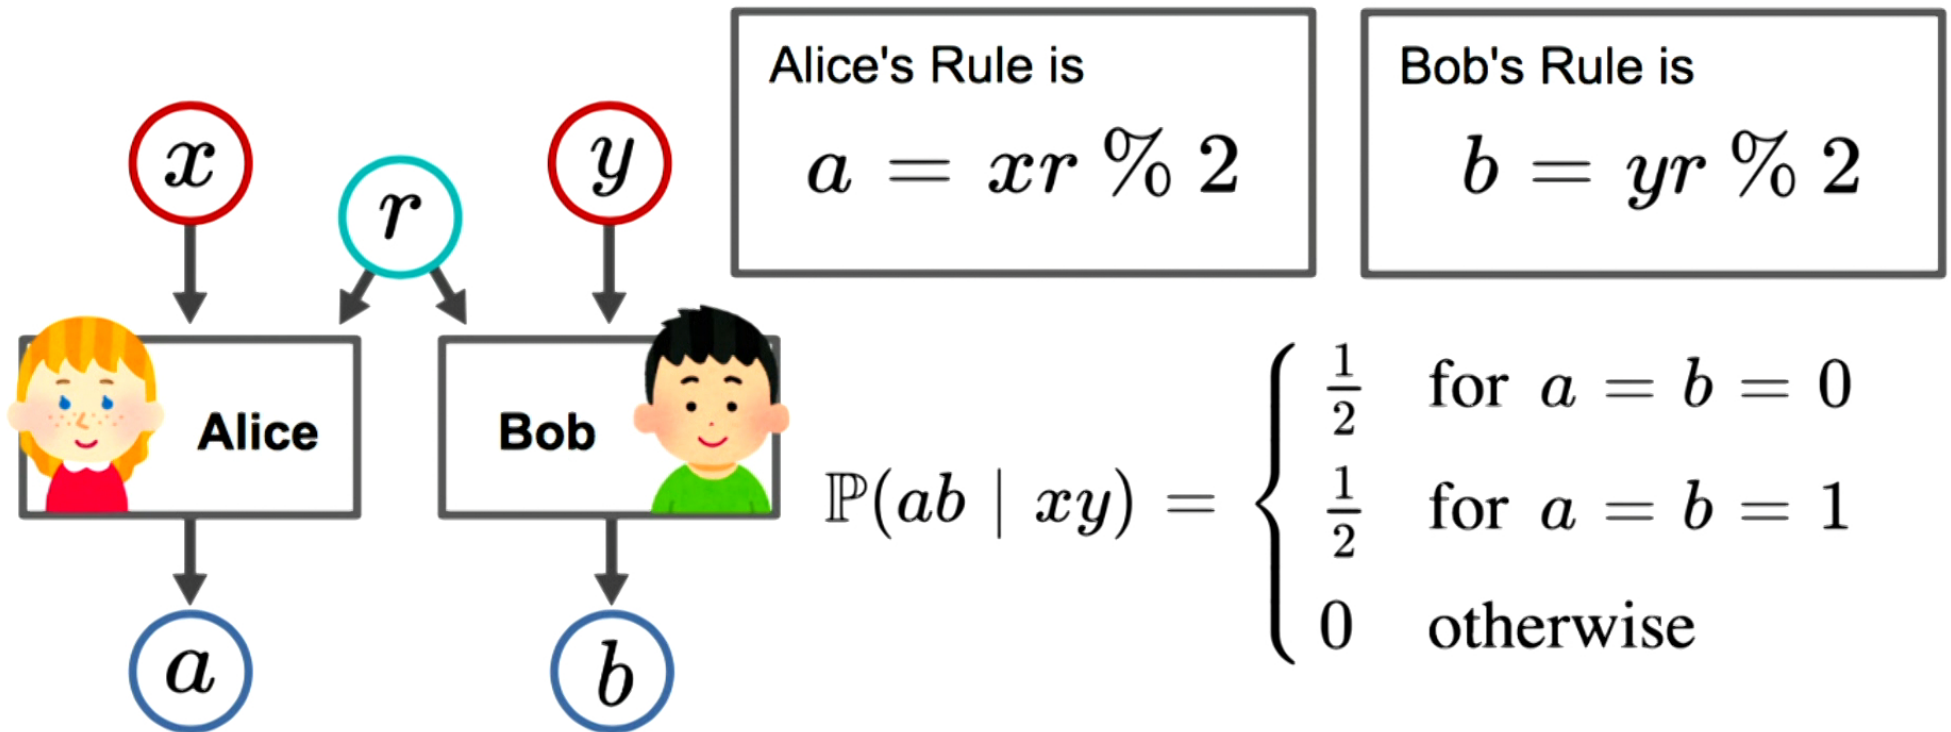 x
r
y
Alice
Bob
a
b
Alice's Rule is
a = xr % 2
Bob's Rule is
b = yr % 2
ℙ(ab | xy) =
1/2 for a = b = 0
1/2 for a = b = 1
0 otherwise